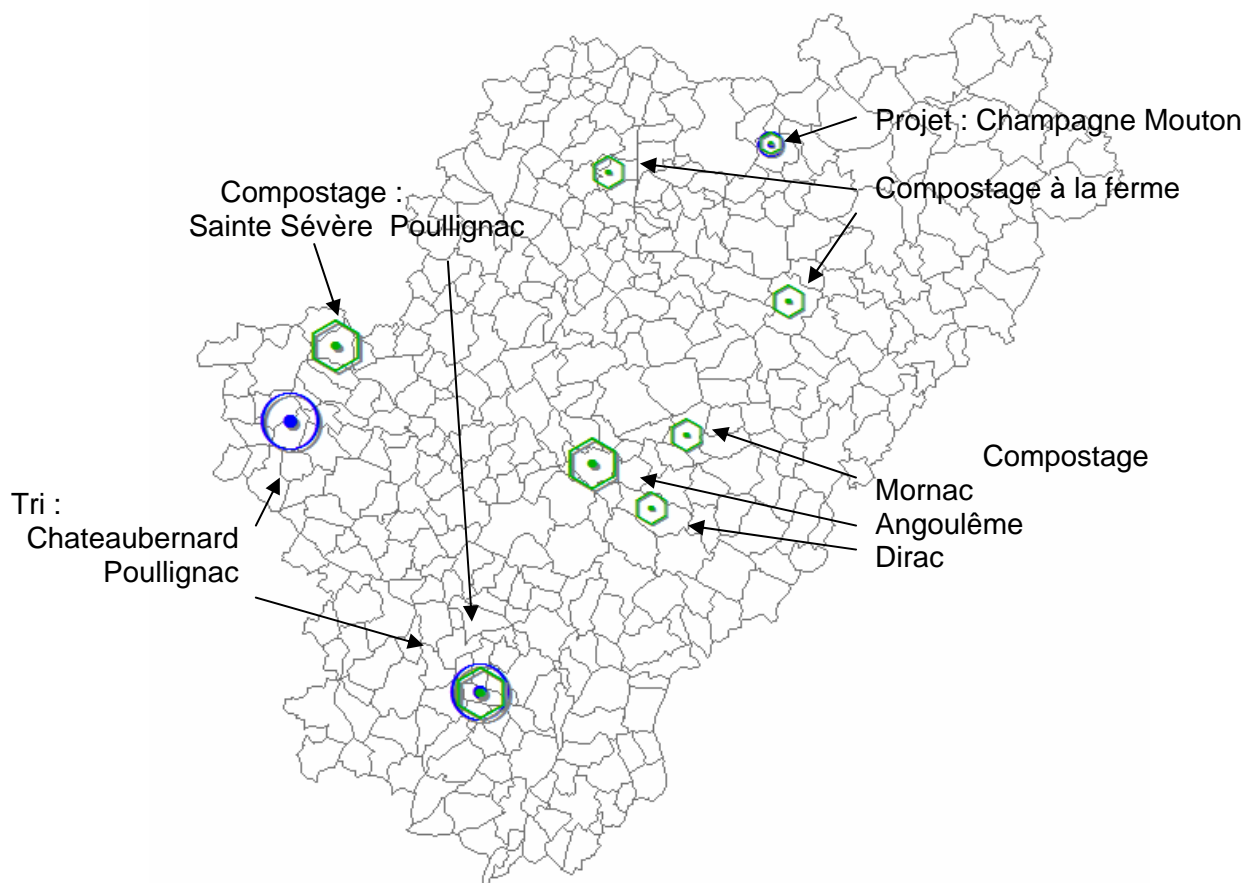 Projet : Champagne Mouton
Compostage à la ferme
Compostage :
Sainte Sévère Poullignac
Compostage
Mornac
Angoulême
Dirac
Tri :
Chateaubernard
Poullignac